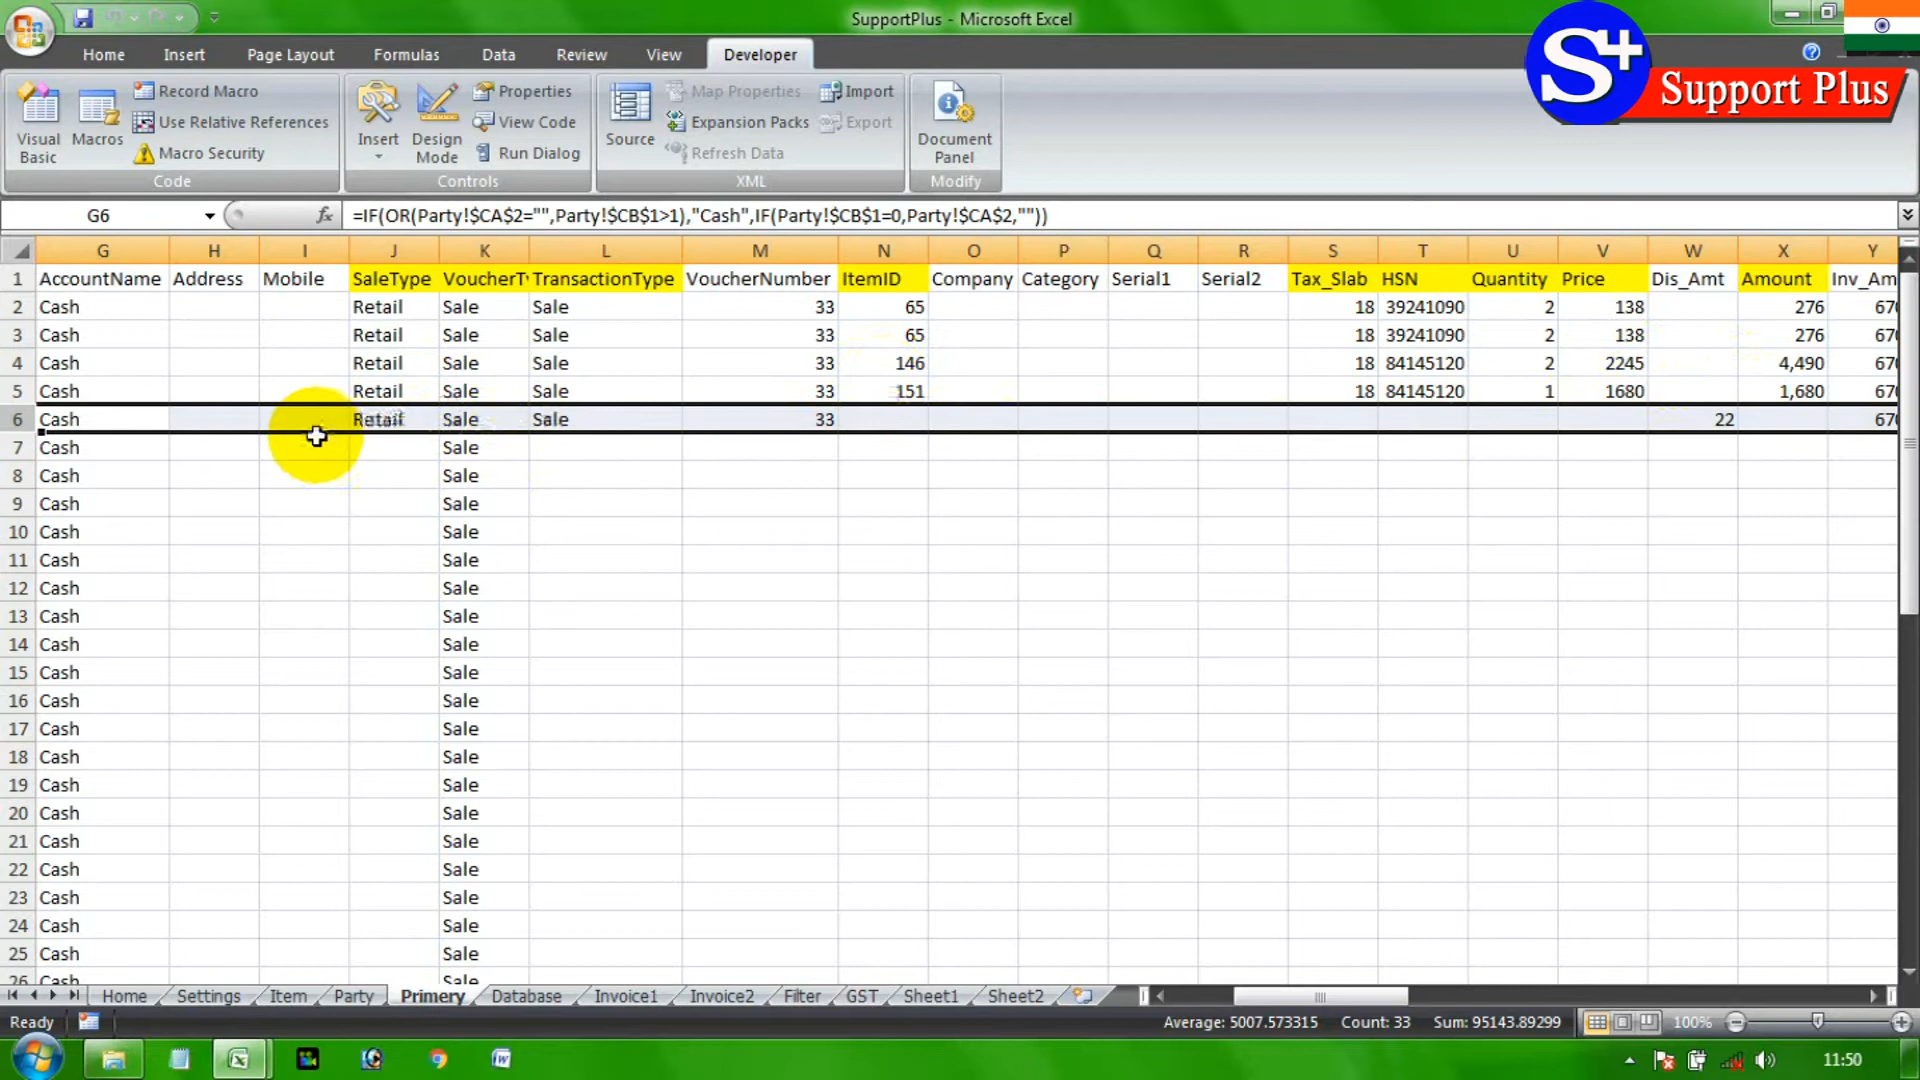 SupportPlus - Microsoft Excel
Home Insert Page Layout Formulas Data Review View Developer
S+ Support Plus
Visual Basic Macros Record Macro Use Relative References Macro Security Code
Insert Design Mode Properties View Code Run Dialog Controls
Source Map Properties Expansion Packs Refresh Data Import Export XML
Document Panel Modify
G6 fx =IF(OR(Party!$CA$2="",Party!$CB$1>1),"Cash",IF(Party!$CB$1=0,Party!$CA$2,""))
G H I J K L M N O P Q R S T U V W X Y
1 AccountName Address Mobile SaleType VoucherT TransactionType VoucherNumber ItemID Company Category Serial1 Serial2 Tax_Slab HSN Quantity Price Dis_Amt Amount Inv_Am
2 Cash Retail Sale Sale 33 65 18 39241090 2 138 276 670
3 Cash Retail Sale Sale 33 65 18 39241090 2 138 276 670
4 Cash Retail Sale Sale 33 146 18 84145120 2 2245 4,490 670
5 Cash Retail Sale Sale 33 151 18 84145120 1 1680 1,680 670
6 Cash Retail Sale Sale 33 22 670
7 Cash Sale
8 Cash Sale
9 Cash Sale
10 Cash Sale
11 Cash Sale
12 Cash Sale
13 Cash Sale
14 Cash Sale
15 Cash Sale
16 Cash Sale
17 Cash Sale
18 Cash Sale
19 Cash Sale
20 Cash Sale
21 Cash Sale
22 Cash Sale
23 Cash Sale
24 Cash Sale
25 Cash Sale
26 Cash Sale
Home Settings Item Party Primery Database Invoice1 Invoice2 Filter GST Sheet1 Sheet2
Ready Average: 5007.573315 Count: 33 Sum: 95143.89299 100%
11:50